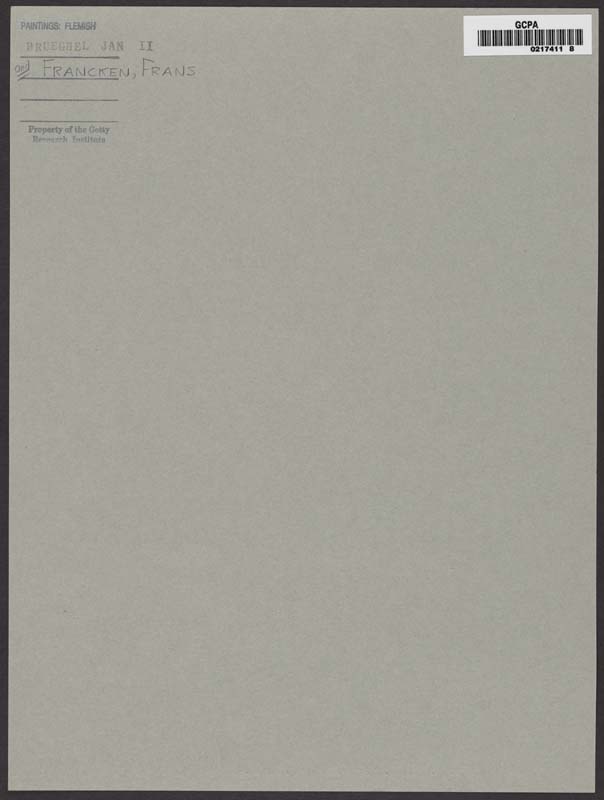 PAINTINGS: FLEMISH
BRUEGHEL JAN II
and FRANCKEN, FRANS
Property of the Getty
Research Institute
GCPA
0217411 8